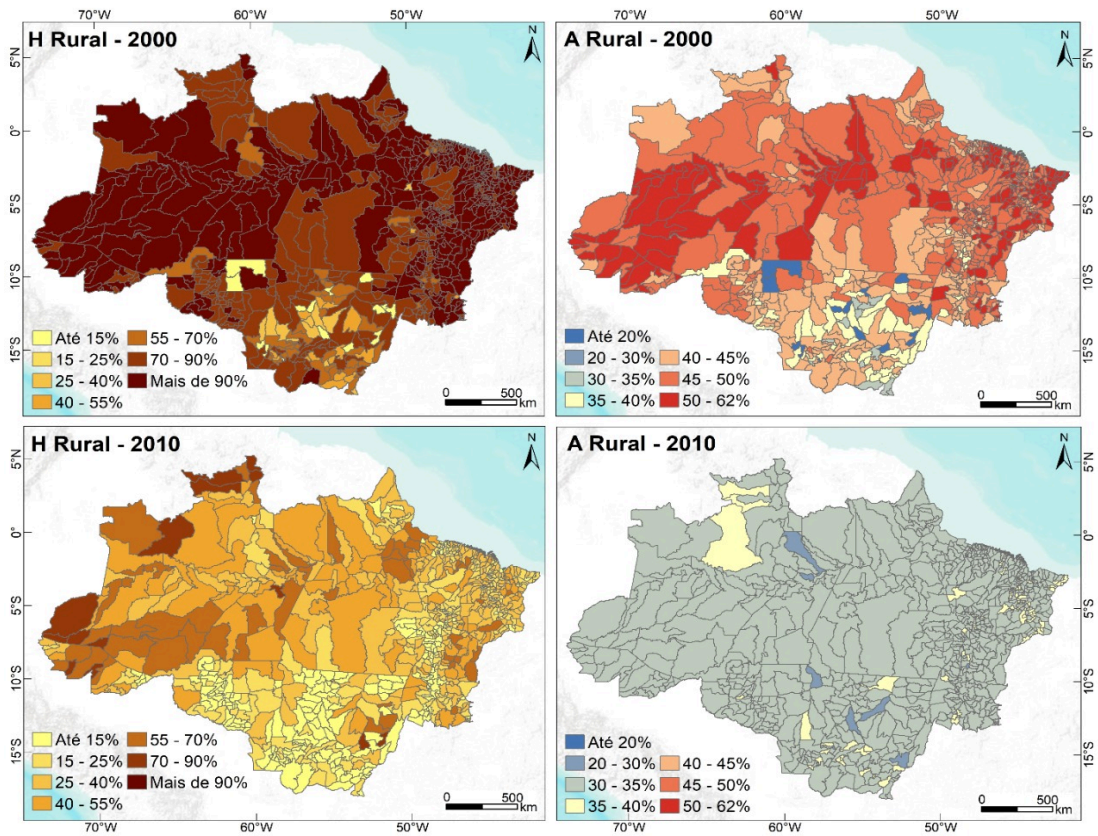 70°W 60°W 50°W 70°W 60°W 50°W
H Rural - 2000
N
5°N
0°
5°S
10°S
15°S
Até 15%
15 - 25%
25 - 40%
40 - 55%
55 - 70%
70 - 90%
Mais de 90%
0 500
km
A Rural - 2000
N
5°N
0°
5°S
10°S
15°S
Até 20%
20 - 30%
30 - 35%
35 - 40%
40 - 45%
45 - 50%
50 - 62%
0 500
km
H Rural - 2010
N
5°N
0°
5°S
10°S
15°S
Até 15%
15 - 25%
25 - 40%
40 - 55%
55 - 70%
70 - 90%
Mais de 90%
0 500
km
A Rural - 2010
N
5°N
0°
5°S
10°S
15°S
Até 20%
20 - 30%
30 - 35%
35 - 40%
40 - 45%
45 - 50%
50 - 62%
0 500
km
70°W 60°W 50°W 70°W 60°W 50°W